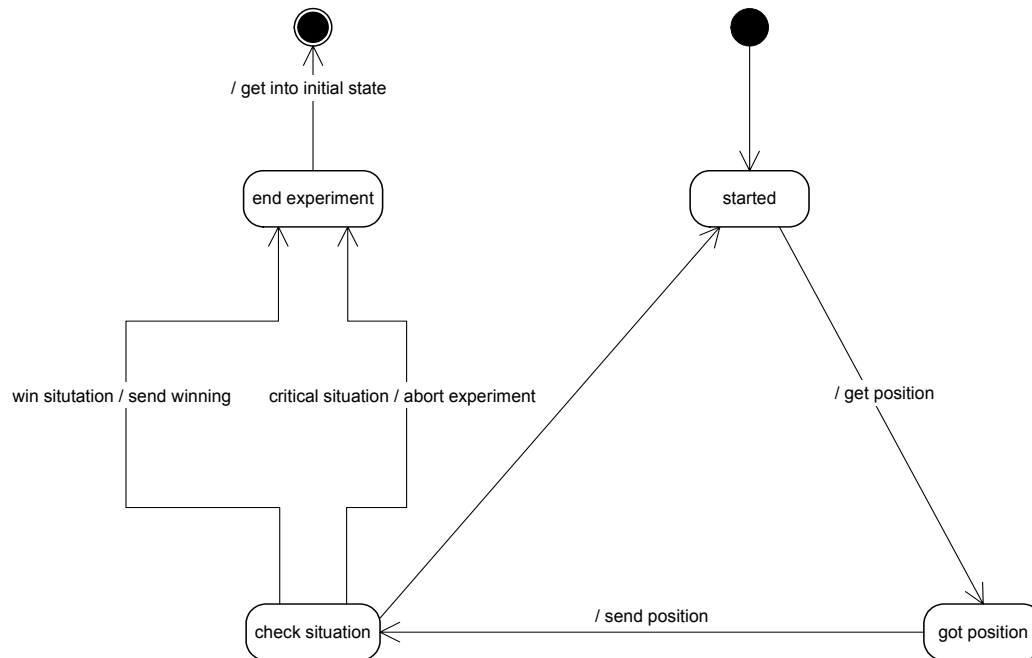 / get into initial state
end experiment
started
win situtation / send winning
critical situation / abort experiment
/ get position
/ send position
check situation
got position